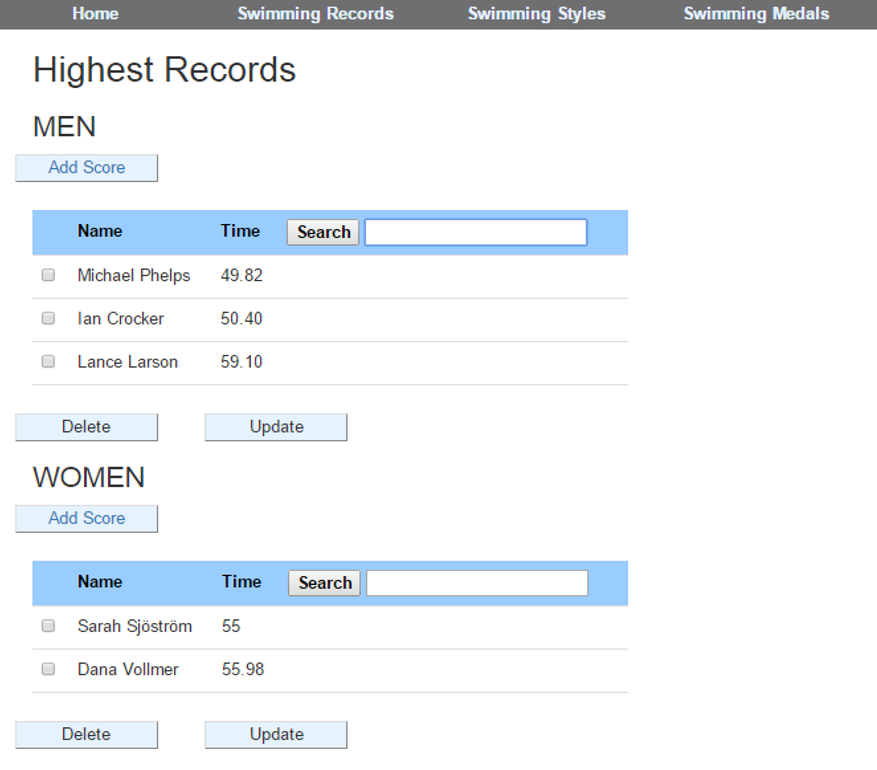 Home Swimming Records Swimming Styles Swimming Medals
Highest Records
MEN
Add Score
Name Time Search
Michael Phelps 49.82
Ian Crocker 50.40
Lance Larson 59.10
Delete Update
WOMEN
Add Score
Name Time Search
Sarah Sjöström 55
Dana Vollmer 55.98
Delete Update